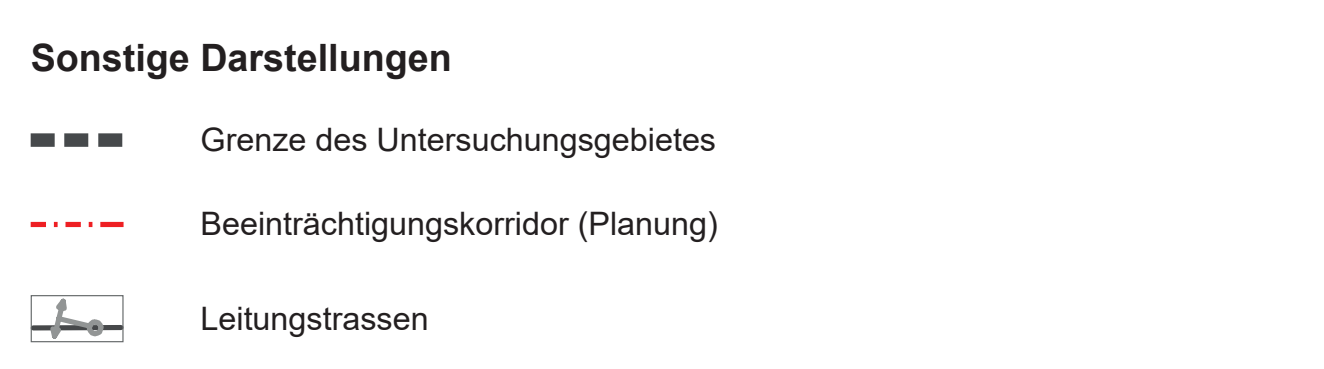 Sonstige Darstellungen
Grenze des Untersuchungsgebietes
Beeinträchtigungskorridor (Planung)
Leitungstrassen